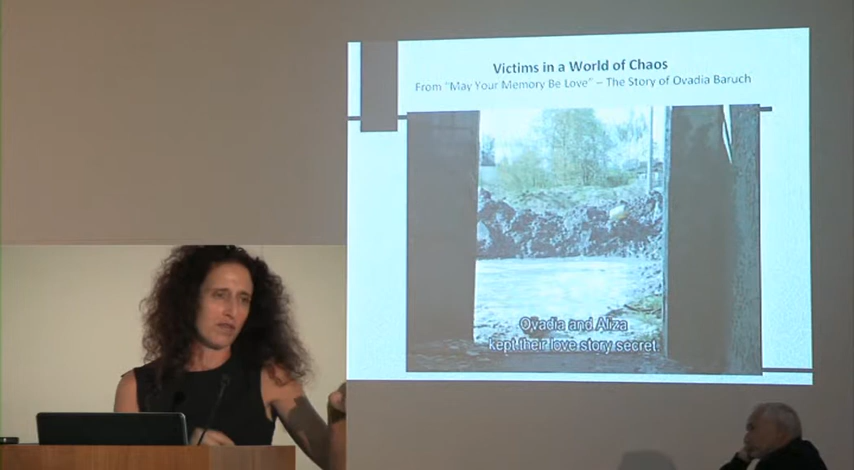 Victims in a World of Chaos
From "May Your Memory Be Love" – The Story of Ovadia Baruch
Ovadia and Aliza
kept their love story secret